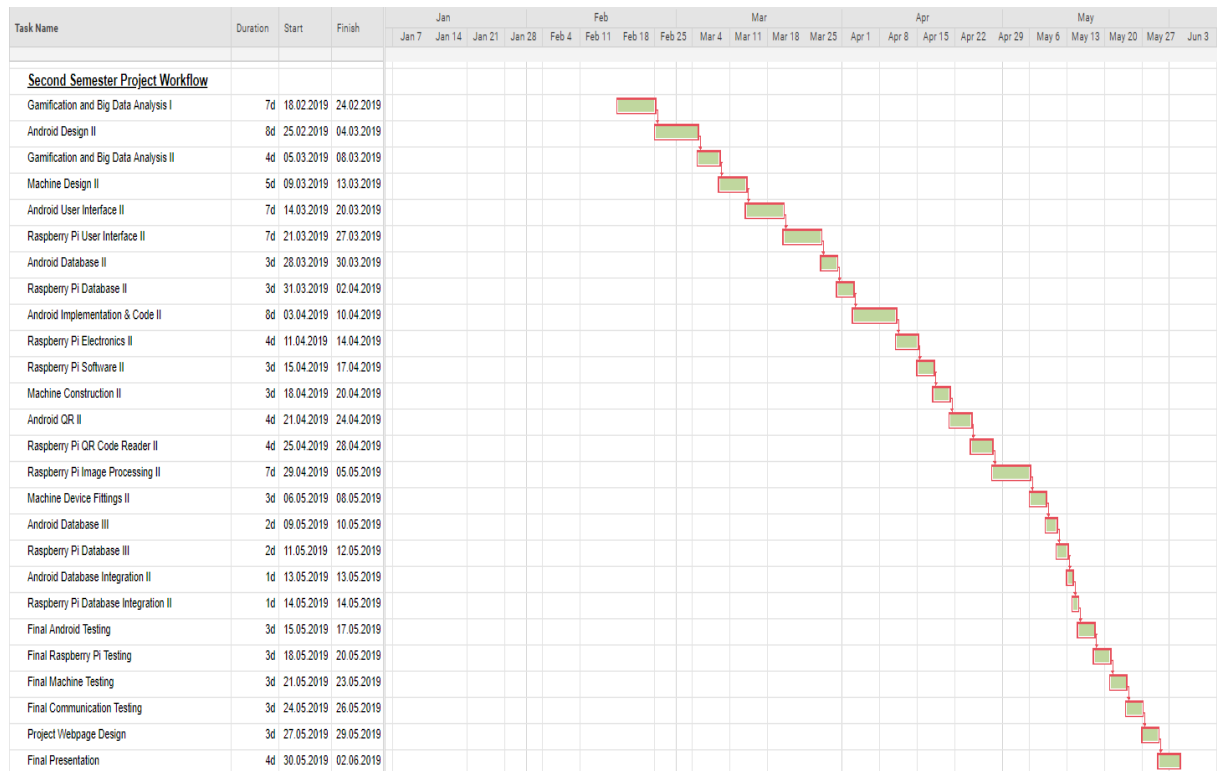 Jan Feb Mar Apr May
Task Name Duration Start Finish
Jan 7 Jan 14 Jan 21 Jan 28 Feb 4 Feb 11 Feb 18 Feb 25 Mar 4 Mar 11 Mar 18 Mar 25 Apr 1 Apr 8 Apr 15 Apr 22 Apr 29 May 6 May 13 May 20 May 27 Jun 3
Second Semester Project Workflow
Gamification and Big Data Analysis I 7d 18.02.2019 24.02.2019
Android Design II 8d 25.02.2019 04.03.2019
Gamification and Big Data Analysis II 4d 05.03.2019 08.03.2019
Machine Design II 5d 09.03.2019 13.03.2019
Android User Interface II 7d 14.03.2019 20.03.2019
Raspberry Pi User Interface II 7d 21.03.2019 27.03.2019
Android Database II 3d 28.03.2019 30.03.2019
Raspberry Pi Database II 3d 31.03.2019 02.04.2019
Android Implementation & Code II 8d 03.04.2019 10.04.2019
Raspberry Pi Electronics II 4d 11.04.2019 14.04.2019
Raspberry Pi Software II 3d 15.04.2019 17.04.2019
Machine Construction II 3d 18.04.2019 20.04.2019
Android QR II 4d 21.04.2019 24.04.2019
Raspberry Pi QR Code Reader II 4d 25.04.2019 28.04.2019
Raspberry Pi Image Processing II 7d 29.04.2019 05.05.2019
Machine Device Fittings II 3d 06.05.2019 08.05.2019
Android Database III 2d 09.05.2019 10.05.2019
Raspberry Pi Database III 2d 11.05.2019 12.05.2019
Android Database Integration II 1d 13.05.2019 13.05.2019
Raspberry Pi Database Integration II 1d 14.05.2019 14.05.2019
Final Android Testing 3d 15.05.2019 17.05.2019
Final Raspberry Pi Testing 3d 18.05.2019 20.05.2019
Final Machine Testing 3d 21.05.2019 23.05.2019
Final Communication Testing 3d 24.05.2019 26.05.2019
Project Webpage Design 3d 27.05.2019 29.05.2019
Final Presentation 4d 30.05.2019 02.06.2019